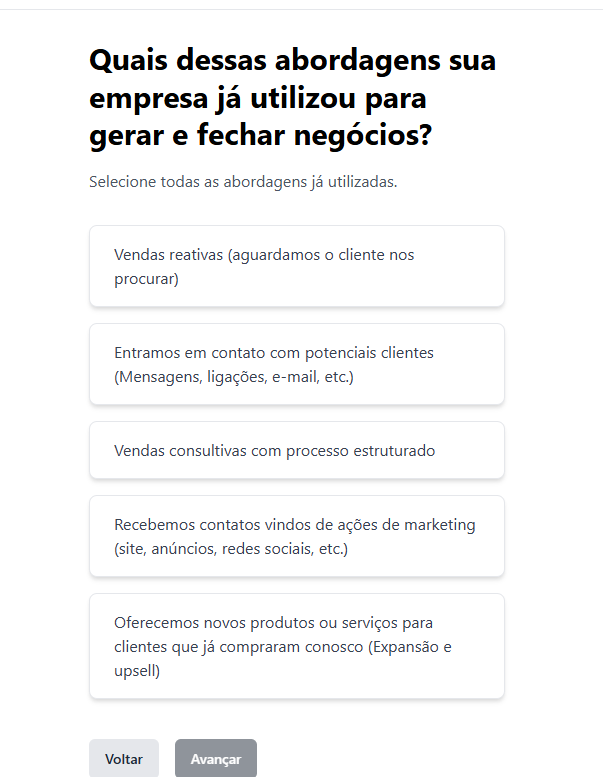 Quais dessas abordagens sua
empresa já utilizou para
gerar e fechar negócios?
Selecione todas as abordagens já utilizadas.
Vendas reativas (aguardamos o cliente nos
procurar)
Entramos em contato com potenciais clientes
(Mensagens, ligações, e-mail, etc.)
Vendas consultivas com processo estruturado
Recebemos contatos vindos de ações de marketing
(site, anúncios, redes sociais, etc.)
Oferecemos novos produtos ou serviços para
clientes que já compraram conosco (Expansão e
upsell)
Voltar
Avançar